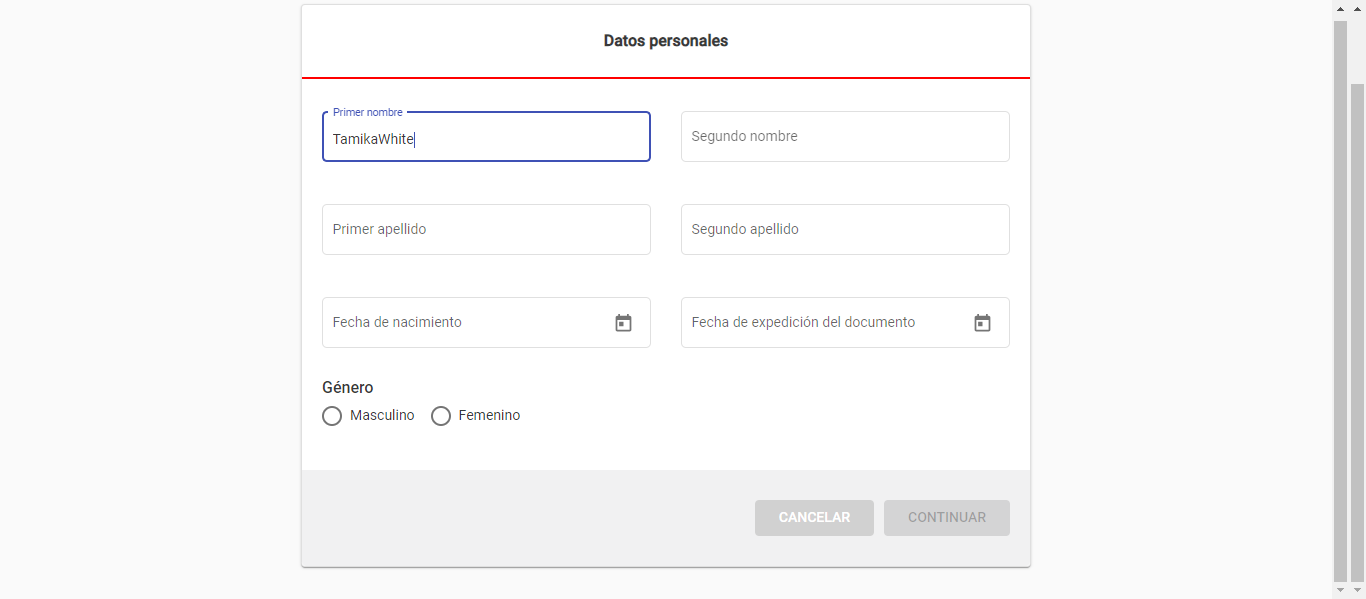 Datos personales
Primer nombre
TamikaWhite
Segundo nombre
Primer apellido
Segundo apellido
Fecha de nacimiento
Fecha de expedición del documento
Género
Masculino
Femenino
CANCELAR
CONTINUAR